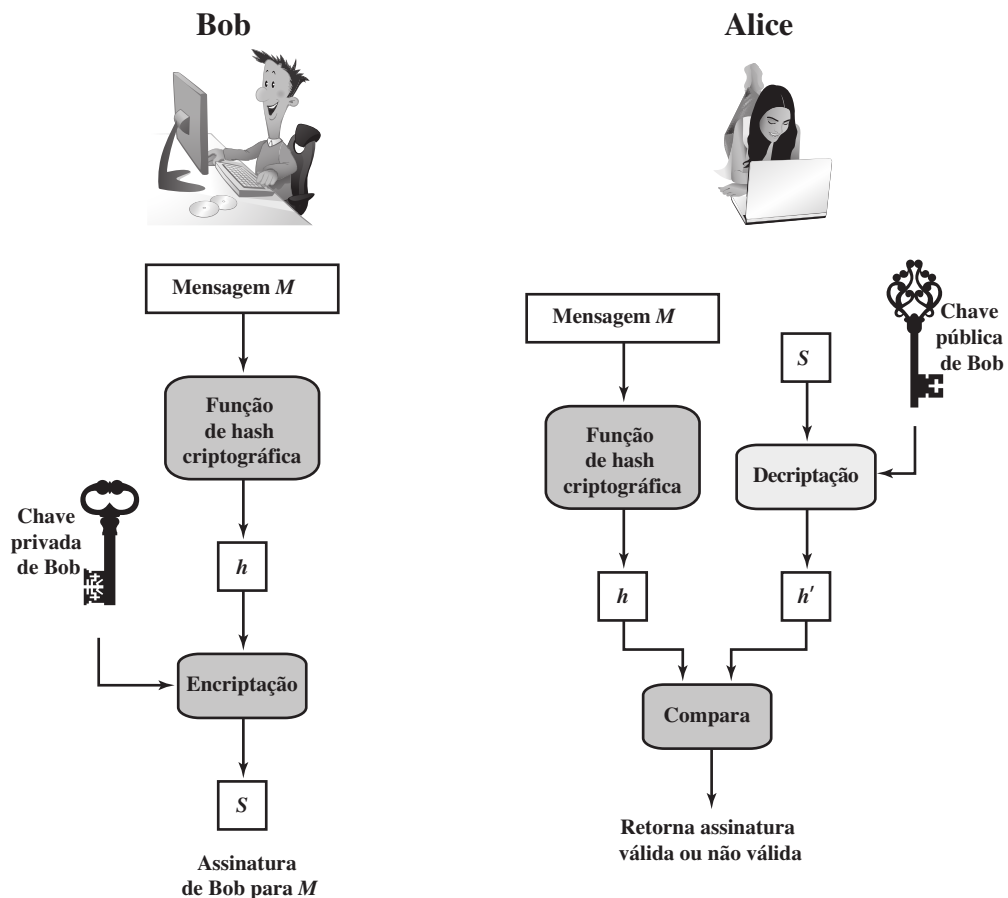 Bob
Mensagem M
Função
de hash
criptográfica
Chave
privada
de Bob
h
Encriptação
S
Assinatura
de Bob para M
Alice
Mensagem M
Chave
pública
de Bob
S
Função
de hash
criptográfica
Decriptação
h
h'
Compara
Retorna assinatura
válida ou não válida